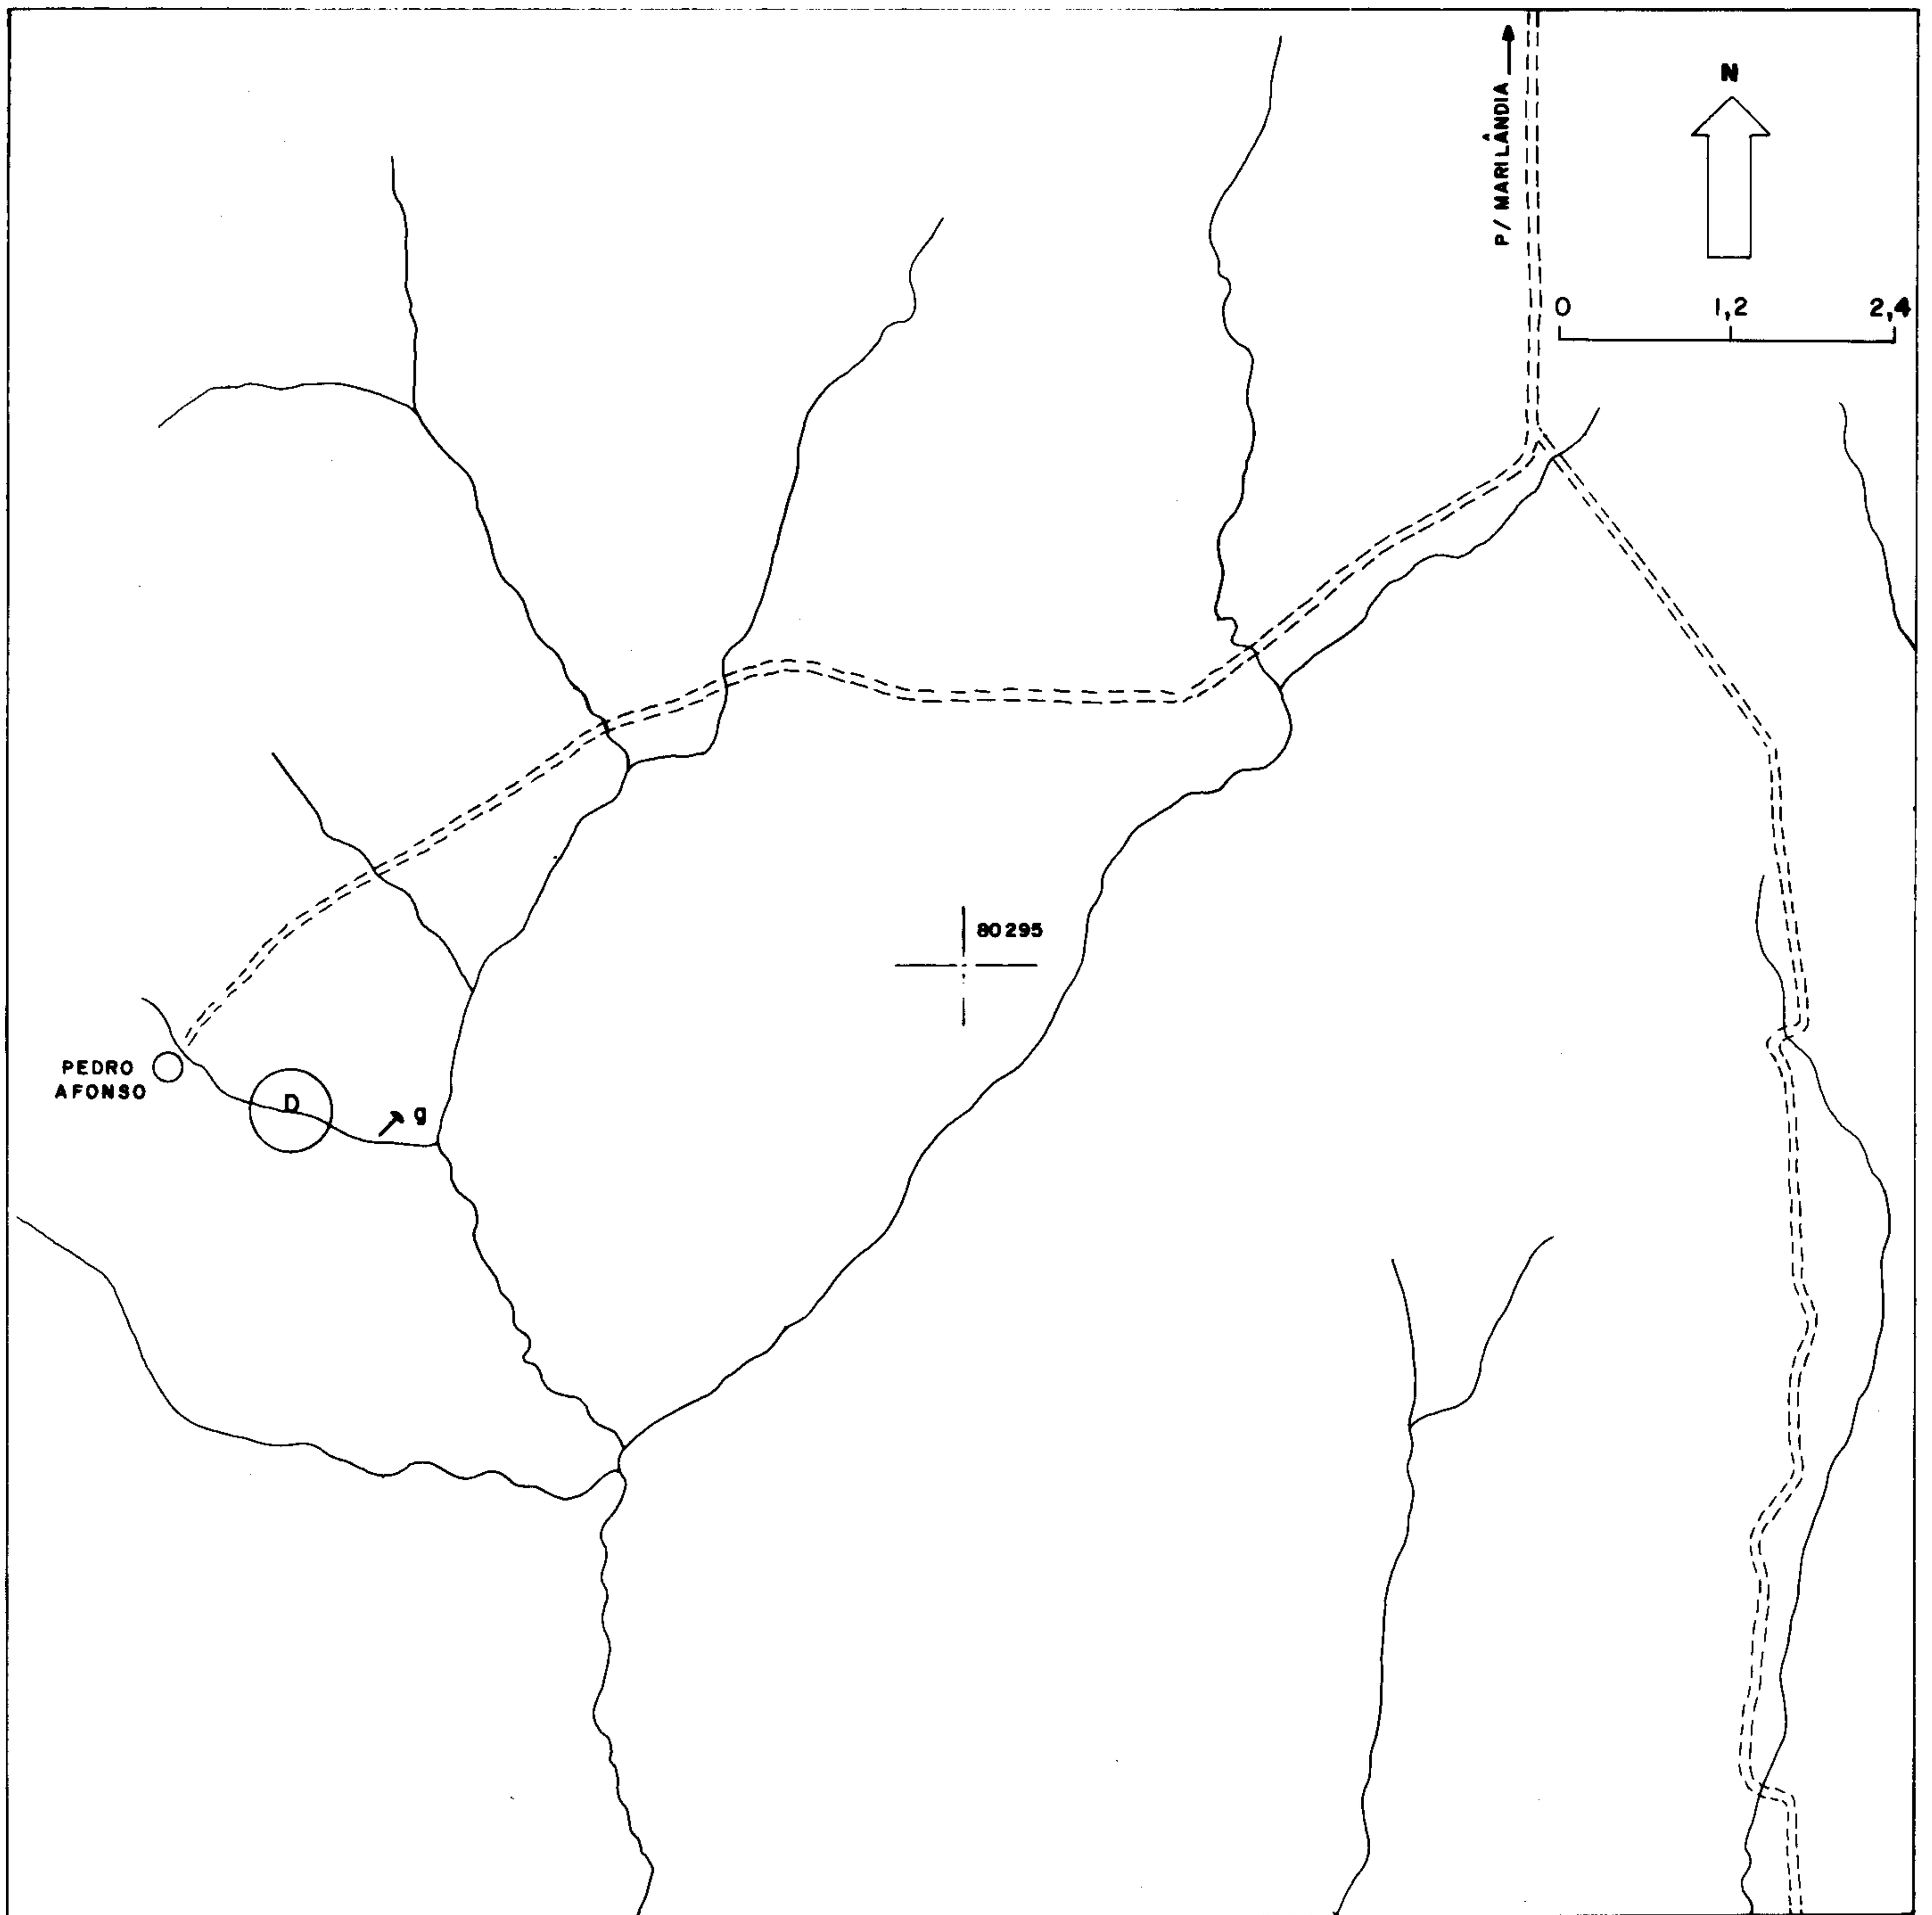 P/ MARILÂNDIA
N
0 1,2 2,4
80295
PEDRO
AFONSO
D
g